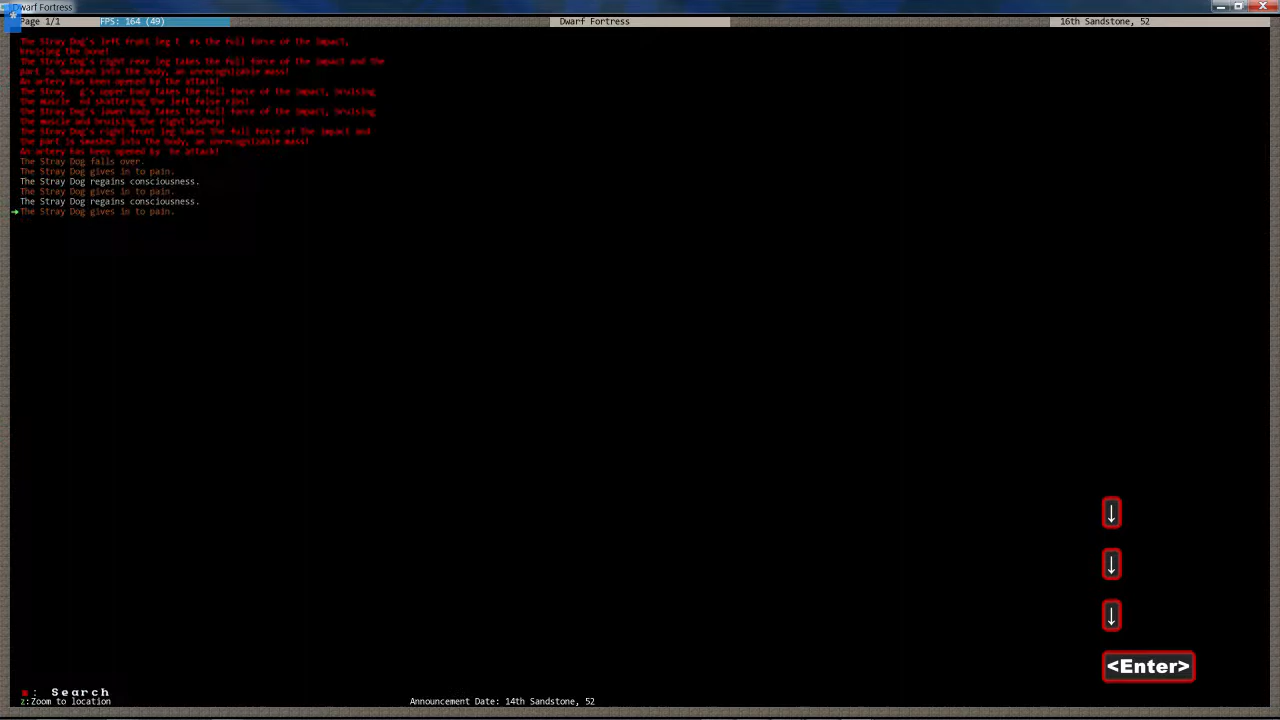 Dwarf Fortress
Page 1/1 FPS: 164 (49) Dwarf Fortress 16th Sandstone, 52
The Stray Dog's left front leg t es the full force of the impact,
bruising the bone!
The Stray Dog's right rear leg takes the full force of the impact and the
part is smashed into the body, an unrecognizable mass!
An artery has been opened by the attack!
The Stray g's upper body takes the full force of the impact, bruising
the muscle nd shattering the left false ribs!
The Stray Dog's lower body takes the full force of the impact, bruising
the muscle and bruising the right kidney!
The Stray Dog's right front leg takes the full force of the impact and
the part is smashed into the body, an unrecognizable mass!
An artery has been opened by he attack!
The Stray Dog falls over.
The Stray Dog gives in to pain.
The Stray Dog regains consciousness.
The Stray Dog gives in to pain.
The Stray Dog regains consciousness.
The Stray Dog gives in to pain.
↓
↓
↓
<Enter>
: Search
z:Zoom to location Announcement Date: 14th Sandstone, 52